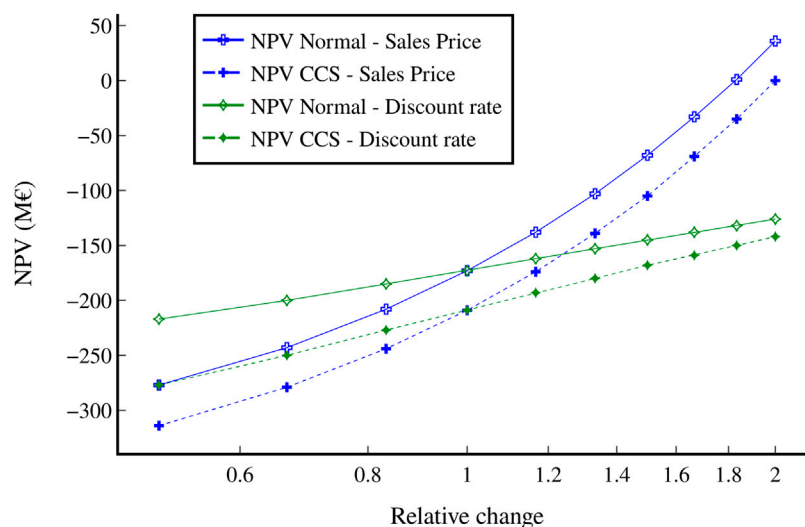 NPV Normal - Sales Price
NPV CCS - Sales Price
NPV Normal - Discount rate
NPV CCS - Discount rate
50
0
−50
−100
−150
−200
−250
−300
NPV (M€)
0.6 0.8 1 1.2 1.4 1.6 1.8 2
Relative change